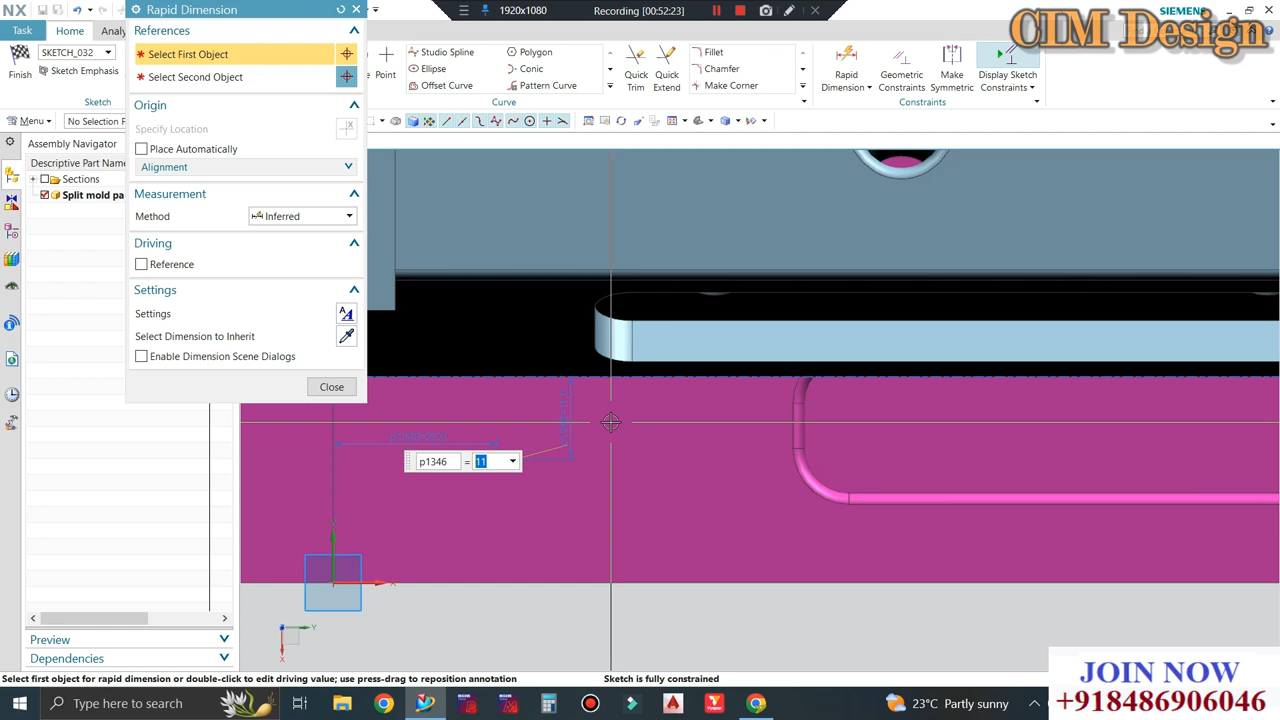 NX
Rapid Dimension
1920x1080
Recording [00:52:23]
SIEMENS
CIM Design
Task
Home
Analy
References
SKETCH_032
Select First Object
Studio Spline
Polygon
Fillet
Ellipse
Conic
Chamfer
Finish
Sketch Emphasis
Select Second Object
Point
Offset Curve
Pattern Curve
Quick
Trim
Quick
Extend
Make Corner
Rapid
Dimension
Geometric
Constraints
Make
Symmetric
Display Sketch
Constraints
Sketch
Curve
Constraints
Origin
Menu
No Selection F
Specify Location
Assembly Navigator
Place Automatically
Descriptive Part Name
Alignment
Sections
Split mold pa
Measurement
Method
Inferred
Driving
Reference
Settings
Settings
Select Dimension to Inherit
Enable Dimension Scene Dialogs
Close
p1346
=
11
X
Y
X
Preview
Dependencies
Select first object for rapid dimension or double-click to edit driving value; use press-drag to reposition annotation
Sketch is fully constrained
JOIN NOW
+918486906046
Type here to search
23°C Partly sunny